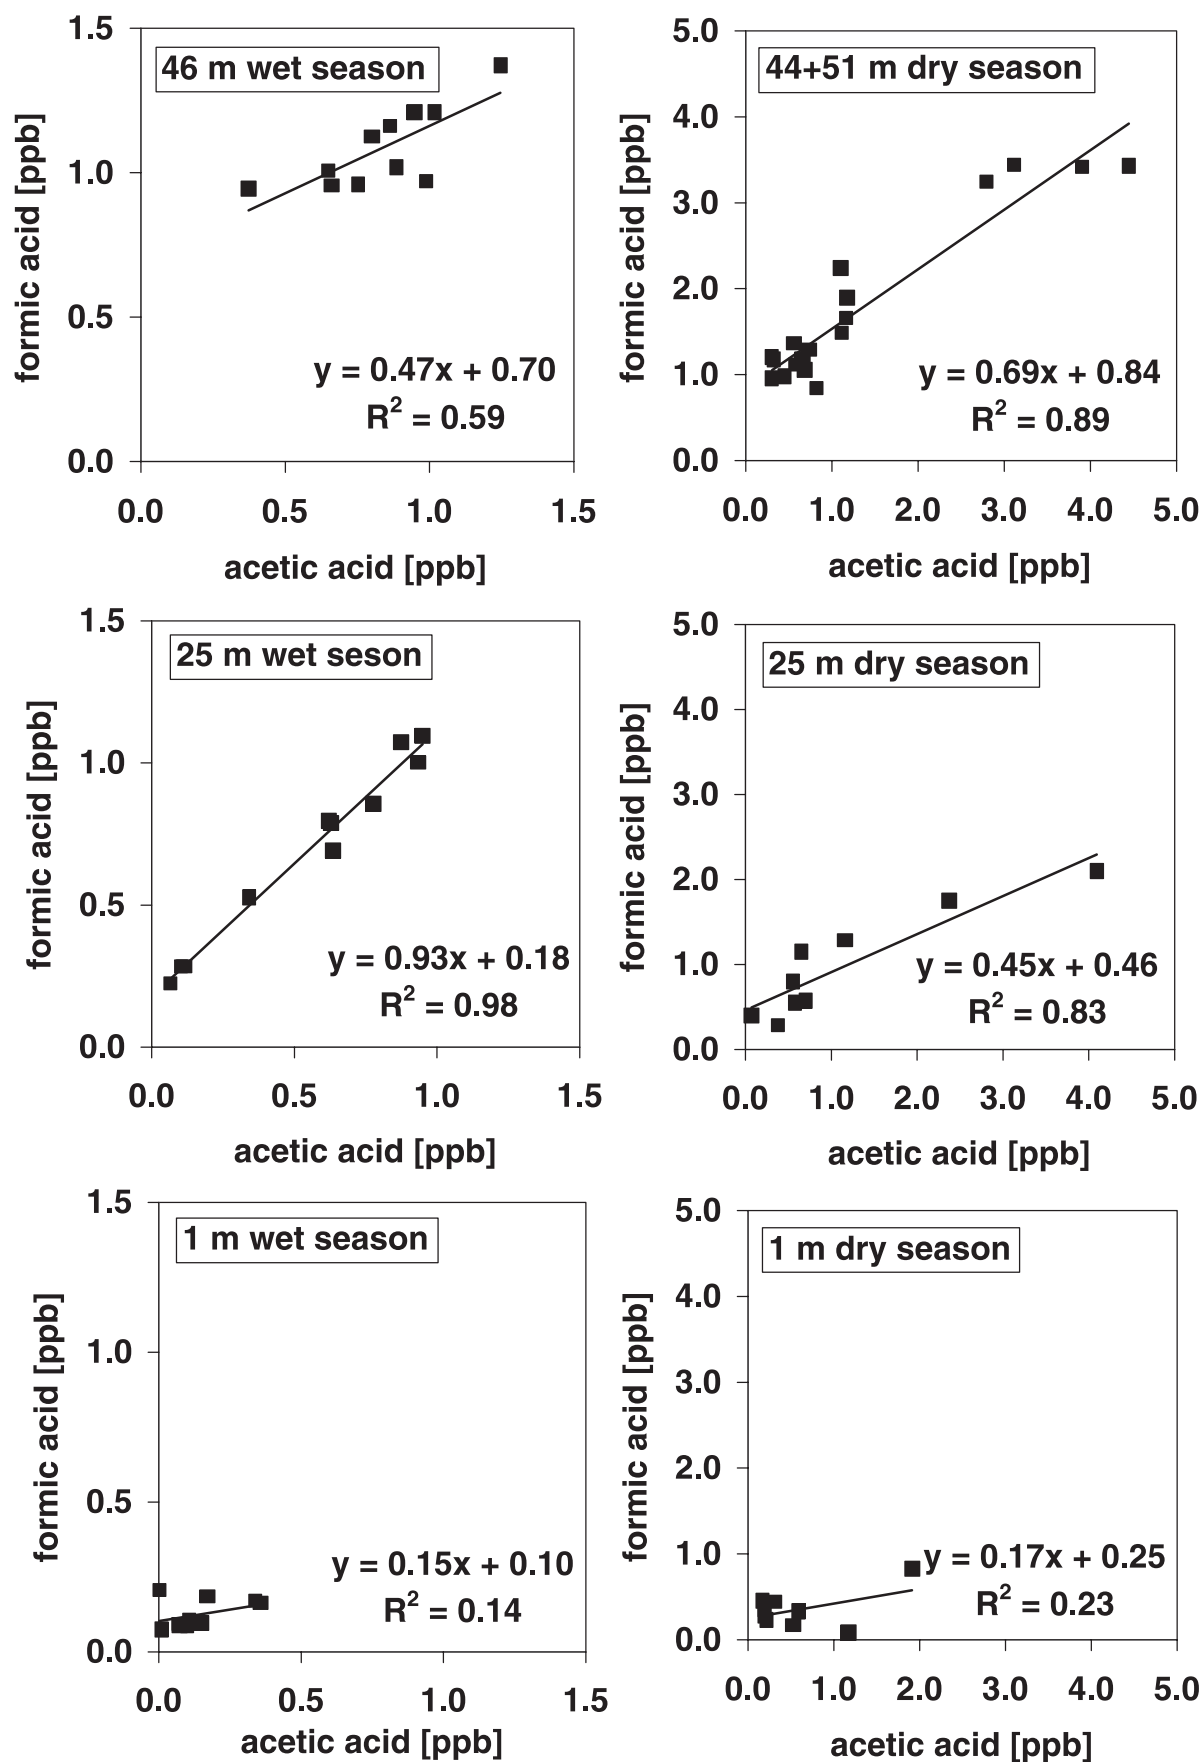 46 m wet season
1.5
1.0
0.5
0.0
formic acid [ppb]
y = 0.47x + 0.70
R² = 0.59
0.0 0.5 1.0 1.5
acetic acid [ppb]
44+51 m dry season
5.0
4.0
3.0
2.0
1.0
0.0
formic acid [ppb]
y = 0.69x + 0.84
R² = 0.89
0.0 1.0 2.0 3.0 4.0 5.0
acetic acid [ppb]
25 m wet seson
1.5
1.0
0.5
0.0
formic acid [ppb]
y = 0.93x + 0.18
R² = 0.98
0.0 0.5 1.0 1.5
acetic acid [ppb]
25 m dry season
5.0
4.0
3.0
2.0
1.0
0.0
formic acid [ppb]
y = 0.45x + 0.46
R² = 0.83
0.0 1.0 2.0 3.0 4.0 5.0
acetic acid [ppb]
1 m wet season
1.5
1.0
0.5
0.0
formic acid [ppb]
y = 0.15x + 0.10
R² = 0.14
0.0 0.5 1.0 1.5
acetic acid [ppb]
1 m dry season
5.0
4.0
3.0
2.0
1.0
0.0
formic acid [ppb]
y = 0.17x + 0.25
R² = 0.23
0.0 1.0 2.0 3.0 4.0 5.0
acetic acid [ppb]